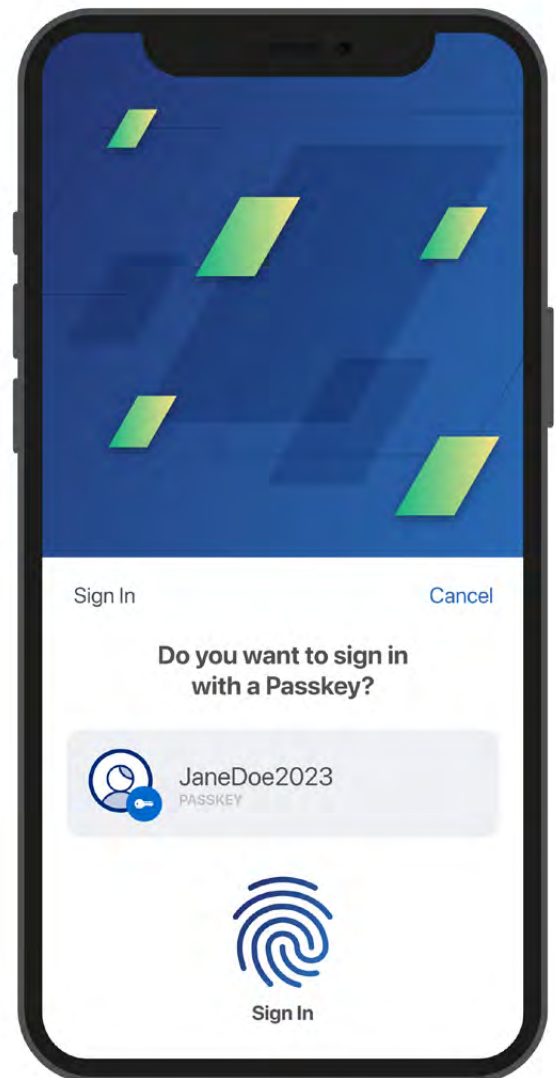 Sign In
Cancel
Do you want to sign in
with a Passkey?
JaneDoe2023
PASSKEY
Sign In